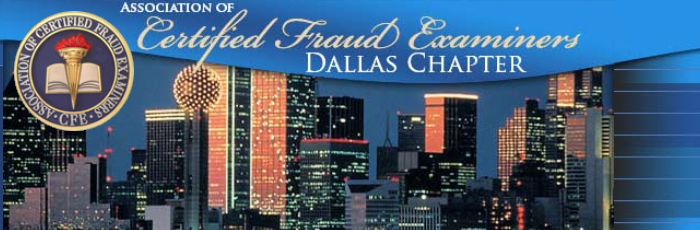 ASSOCIATION OF
Certified Fraud Examiners
DALLAS CHAPTER
ASSOCIATION OF CERTIFIED FRAUD EXAMINERS
·CFE·